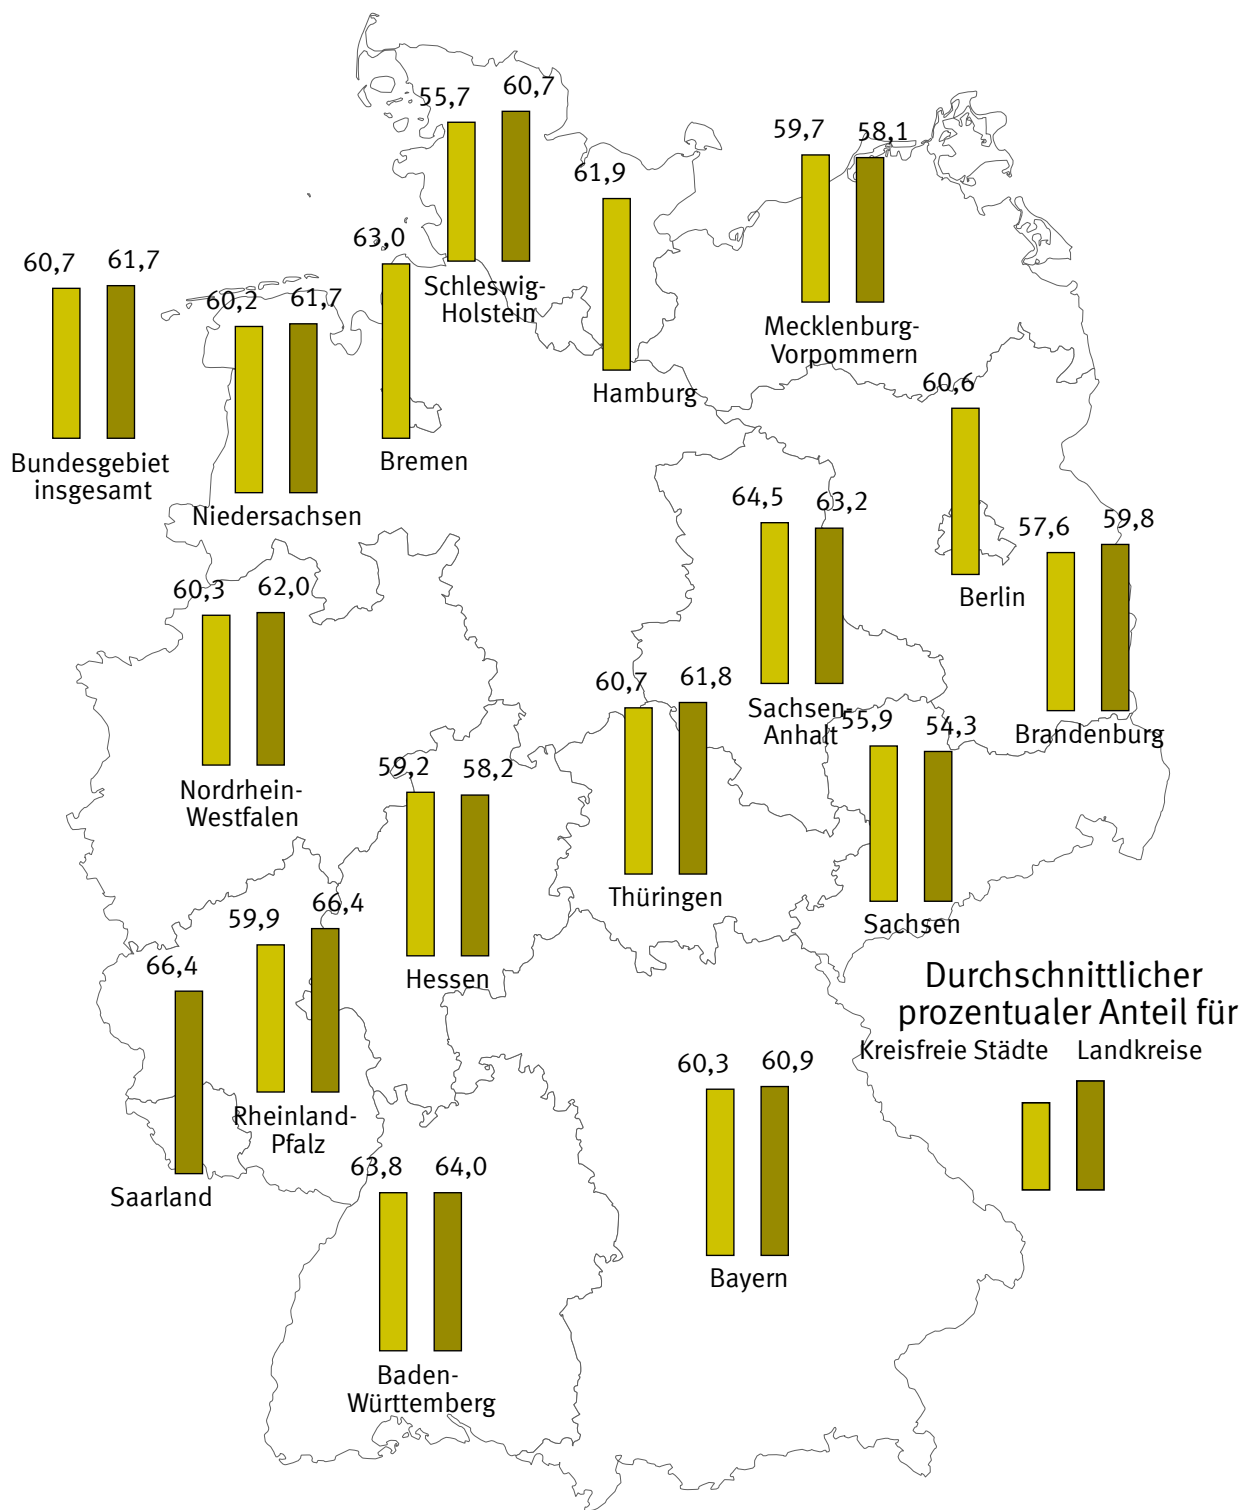 55,7
60,7
Schleswig-
Holstein
61,9
Hamburg
59,7
58,1
Mecklenburg-
Vorpommern
63,0
Bremen
60,7
61,7
Bundesgebiet
insgesamt
60,2
61,7
Niedersachsen
60,6
Berlin
64,5
63,2
Sachsen-
Anhalt
57,6
59,8
Brandenburg
60,3
62,0
Nordrhein-
Westfalen
59,2
58,2
Hessen
60,7
61,8
Thüringen
55,9
54,3
Sachsen
59,9
66,4
Rheinland-
Pfalz
66,4
Saarland
63,8
64,0
Baden-
Württemberg
60,3
60,9
Bayern
Durchschnittlicher
prozentualer Anteil für
Kreisfreie Städte
Landkreise